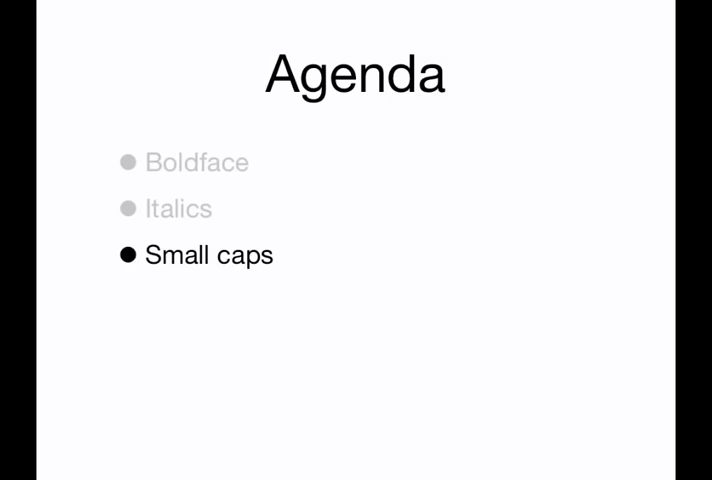 Agenda
● Boldface
● Italics
● Small caps